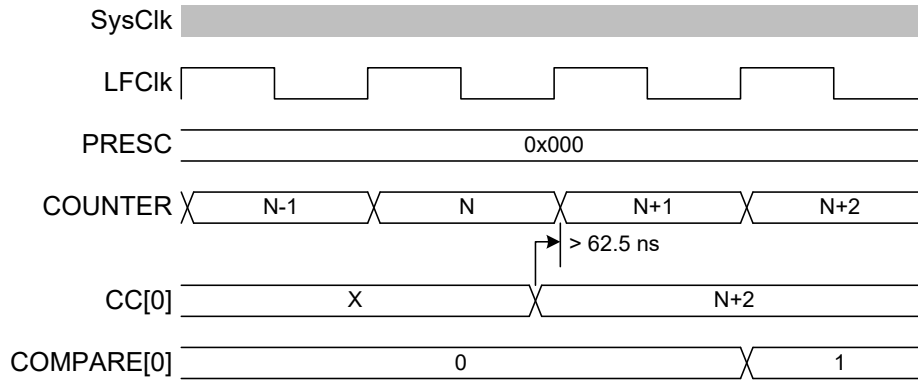 SysClk
LFClk
PRESC 0x000
COUNTER N-1 N N+1 N+2
> 62.5 ns
CC[0] X N+2
COMPARE[0] 0 1